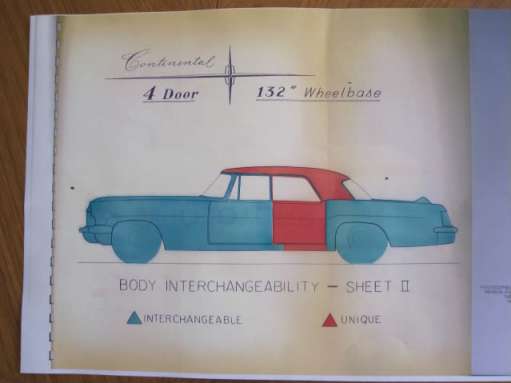 Continental
4 Door 132" Wheelbase
BODY INTERCHANGEABILITY - SHEET II
INTERCHANGEABLE UNIQUE